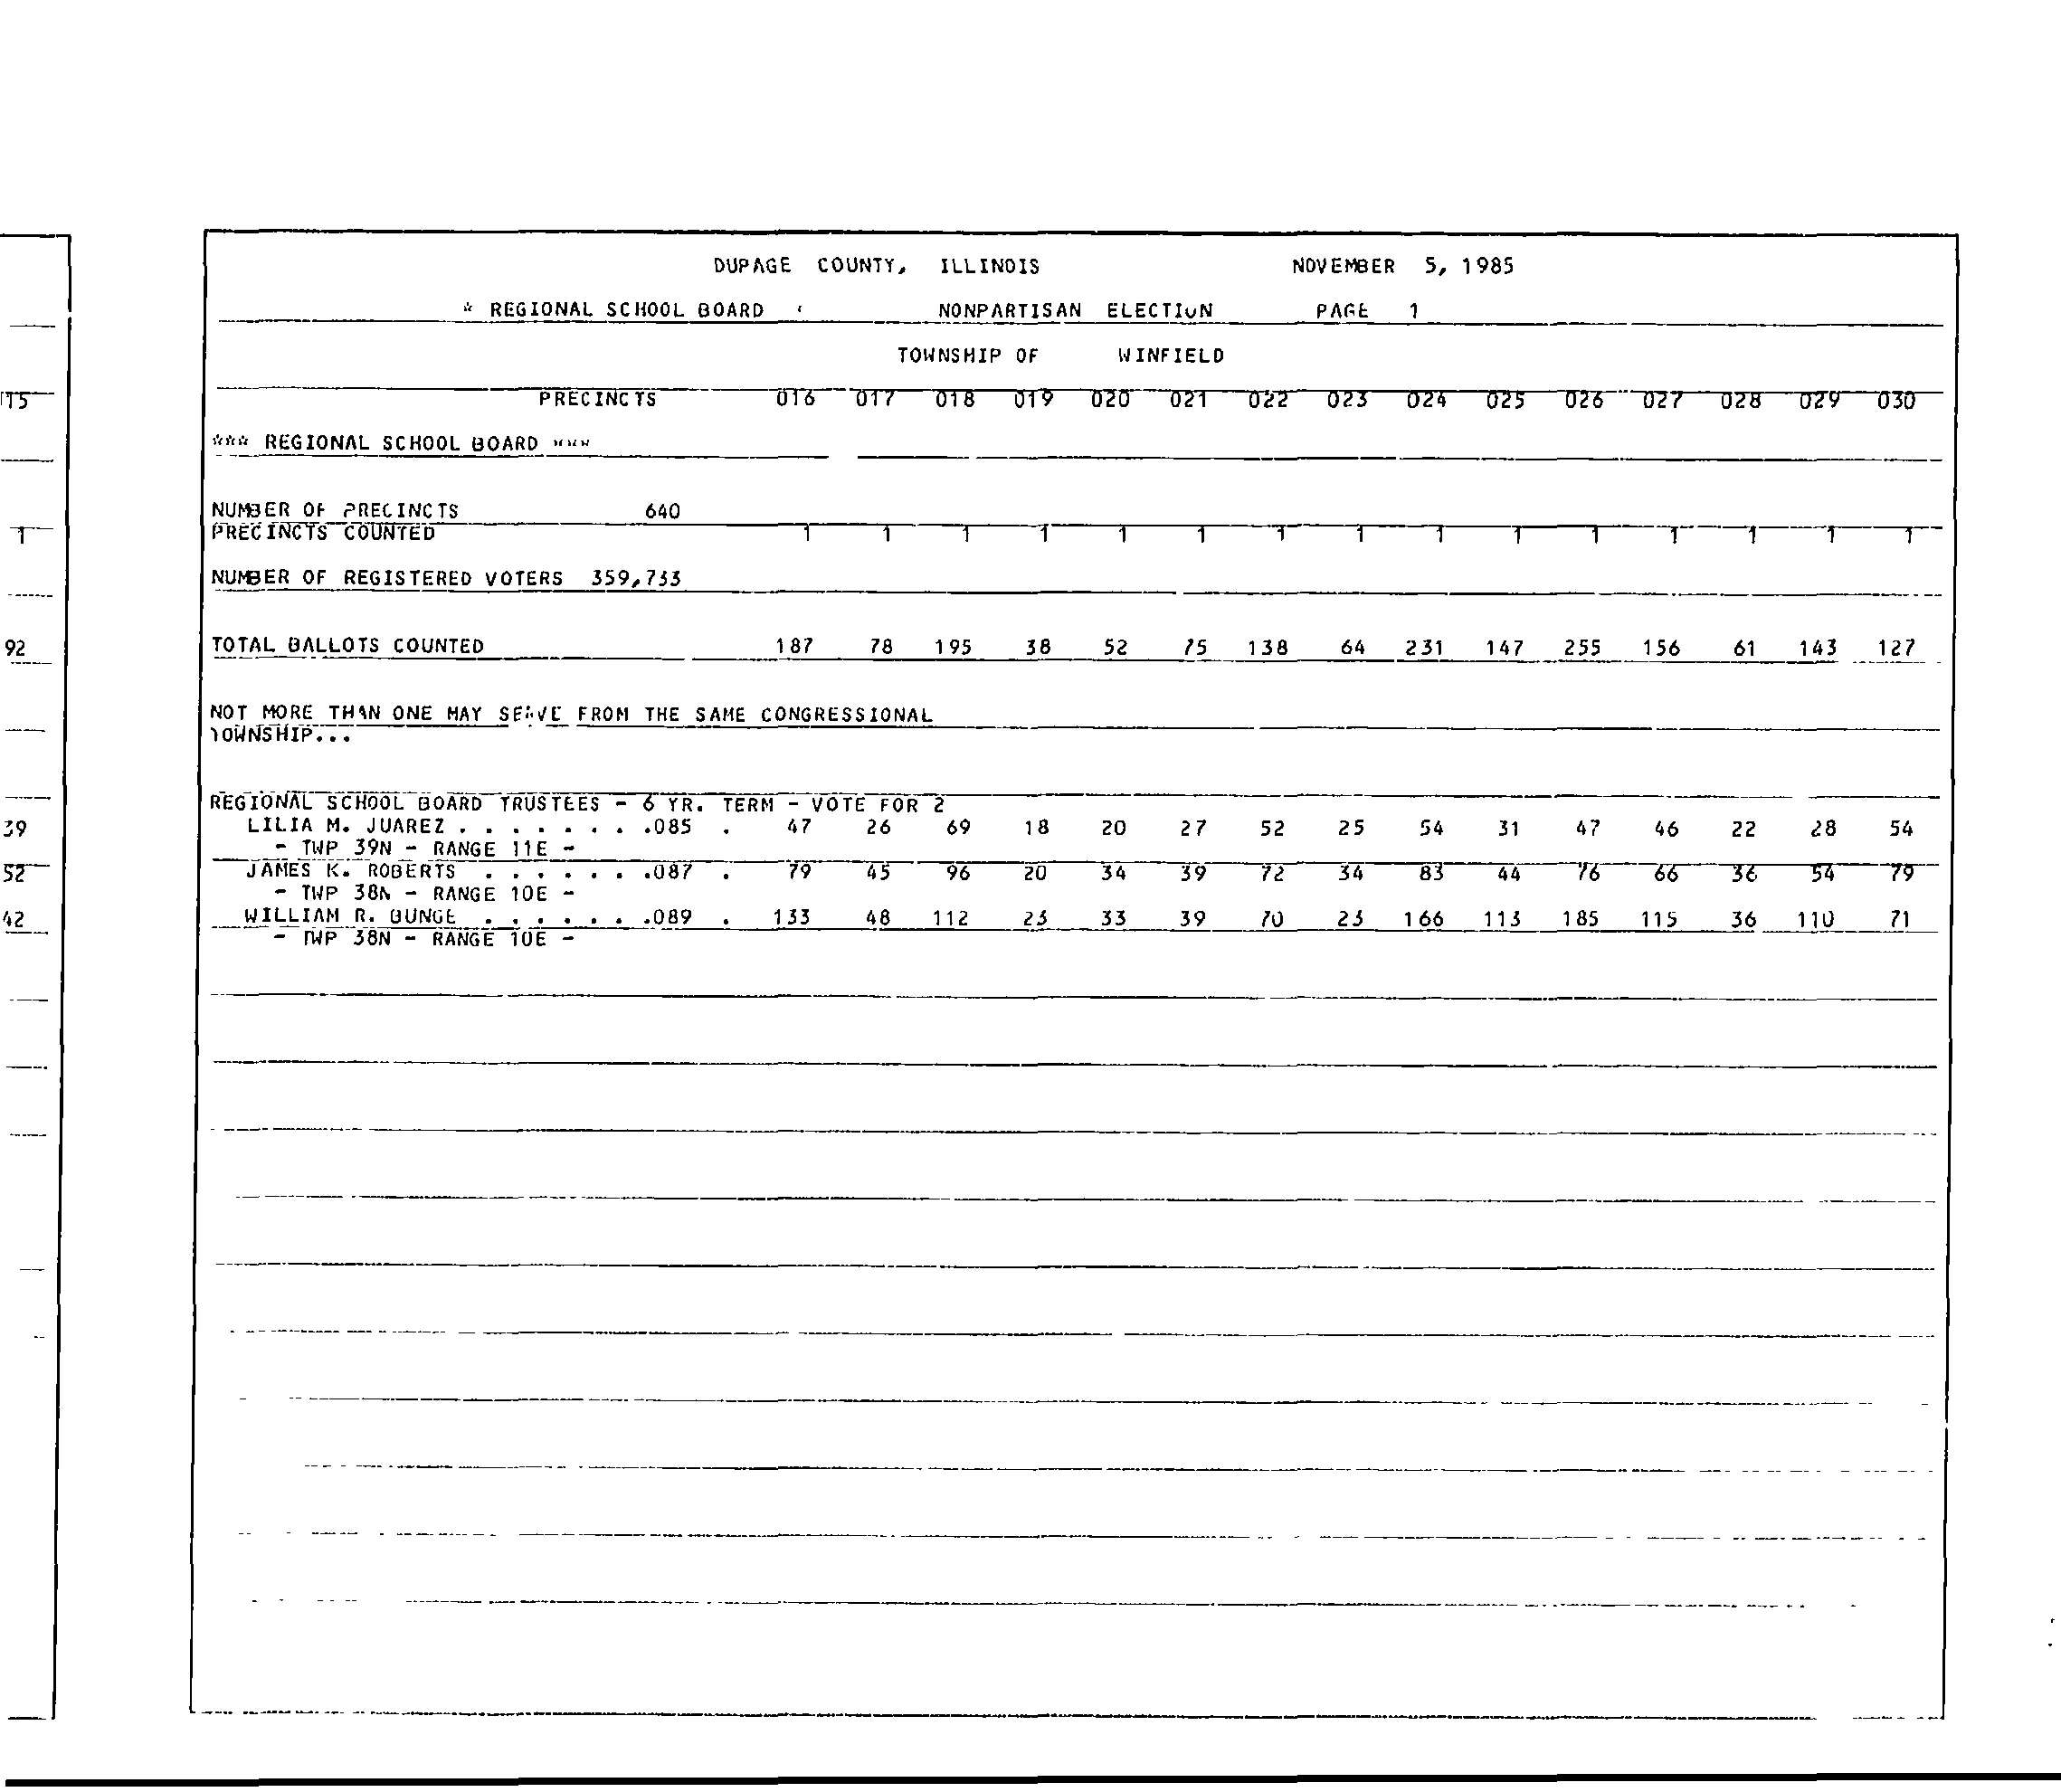 DUPAGE COUNTY, ILLINOIS NOVEMBER 5, 1985
* REGIONAL SCHOOL BOARD NONPARTISAN ELECTION PAGE 1
TOWNSHIP OF WINFIELD
PRECINCTS 016 017 018 019 020 021 022 023 024 025 026 027 028 029 030
*** REGIONAL SCHOOL BOARD ***
NUMBER OF PRECINCTS 640
PRECINCTS COUNTED 1 1 1 1 1 1 1 1 1 1 1 1 1 1 1
NUMBER OF REGISTERED VOTERS 359,733
TOTAL BALLOTS COUNTED 187 78 195 38 52 75 138 64 231 147 255 156 61 143 127
NOT MORE THAN ONE MAY SERVE FROM THE SAME CONGRESSIONAL
TOWNSHIP...
REGIONAL SCHOOL BOARD TRUSTEES - 6 YR. TERM - VOTE FOR 2
LILIA M. JUAREZ . . . . . . . .085 . 47 26 69 18 20 27 52 25 54 31 47 46 22 28 54
- TWP 39N - RANGE 11E -
JAMES K. ROBERTS . . . . . . .087 . 79 45 96 20 34 39 72 34 83 44 76 66 36 54 79
- TWP 38N - RANGE 10E -
WILLIAM R. BUNGE . . . . . . .089 . 133 48 112 23 33 39 70 23 166 113 185 115 36 110 71
- TWP 38N - RANGE 10E -
1
92
39
52
42